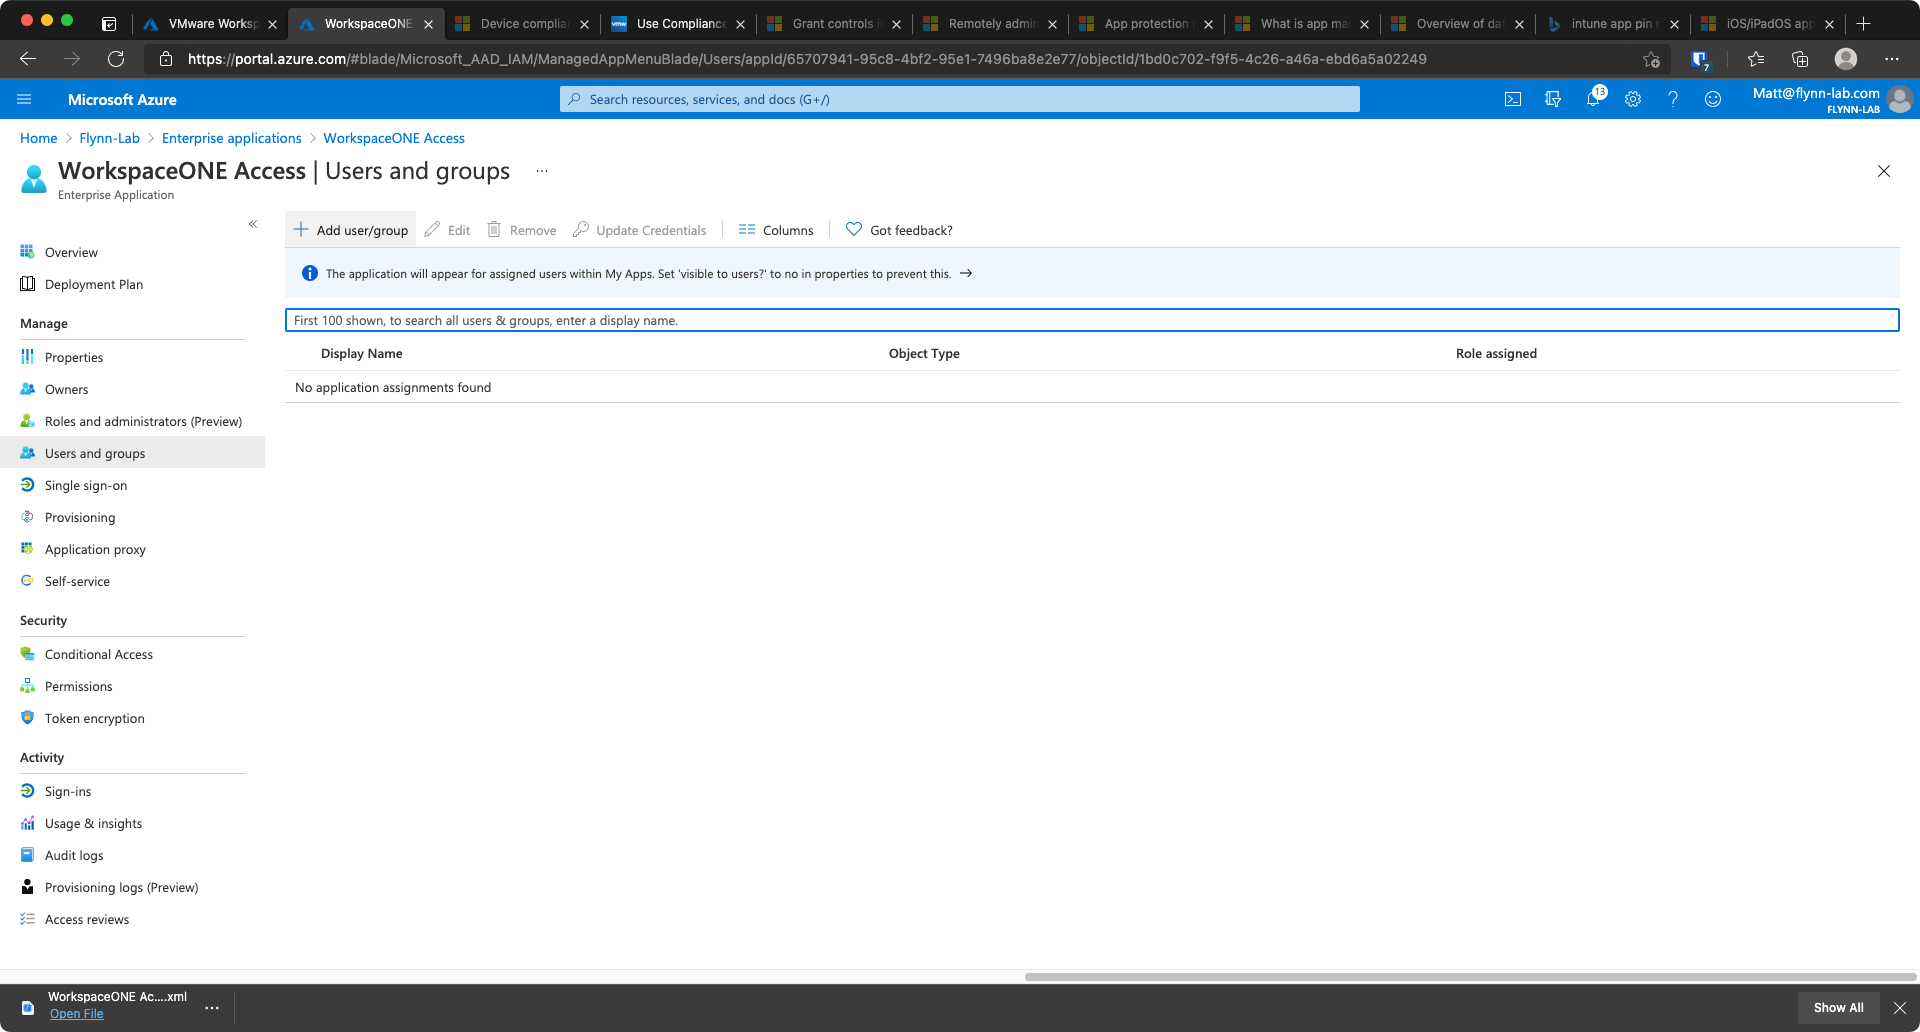 VMware Worksp
WorkspaceONE
Device complian
Use Compliance
Grant controls i
Remotely admin
App protection
What is app ma
Overview of dat
intune app pin r
iOS/iPadOS app
https://portal.azure.com/#blade/Microsoft_AAD_IAM/ManagedAppMenuBlade/Users/appId/65707941-95c8-4bf2-95e1-7496ba8e2e77/objectId/1bd0c702-f9f5-4c26-a46a-ebd6a5a02249
7
Microsoft Azure
Search resources, services, and docs (G+/)
13
Matt@flynn-lab.com
FLYNN-LAB
Home > Flynn-Lab > Enterprise applications > WorkspaceONE Access
WorkspaceONE Access | Users and groups ...
Enterprise Application
«
Add user/group
Edit
Remove
Update Credentials
Columns
Got feedback?
The application will appear for assigned users within My Apps. Set 'visible to users?' to no in properties to prevent this. →
First 100 shown, to search all users & groups, enter a display name.
Display Name
Object Type
Role assigned
No application assignments found
Overview
Deployment Plan
Manage
Properties
Owners
Roles and administrators (Preview)
Users and groups
Single sign-on
Provisioning
Application proxy
Self-service
Security
Conditional Access
Permissions
Token encryption
Activity
Sign-ins
Usage & insights
Audit logs
Provisioning logs (Preview)
Access reviews
WorkspaceONE Ac....xml
Open File
...
Show All